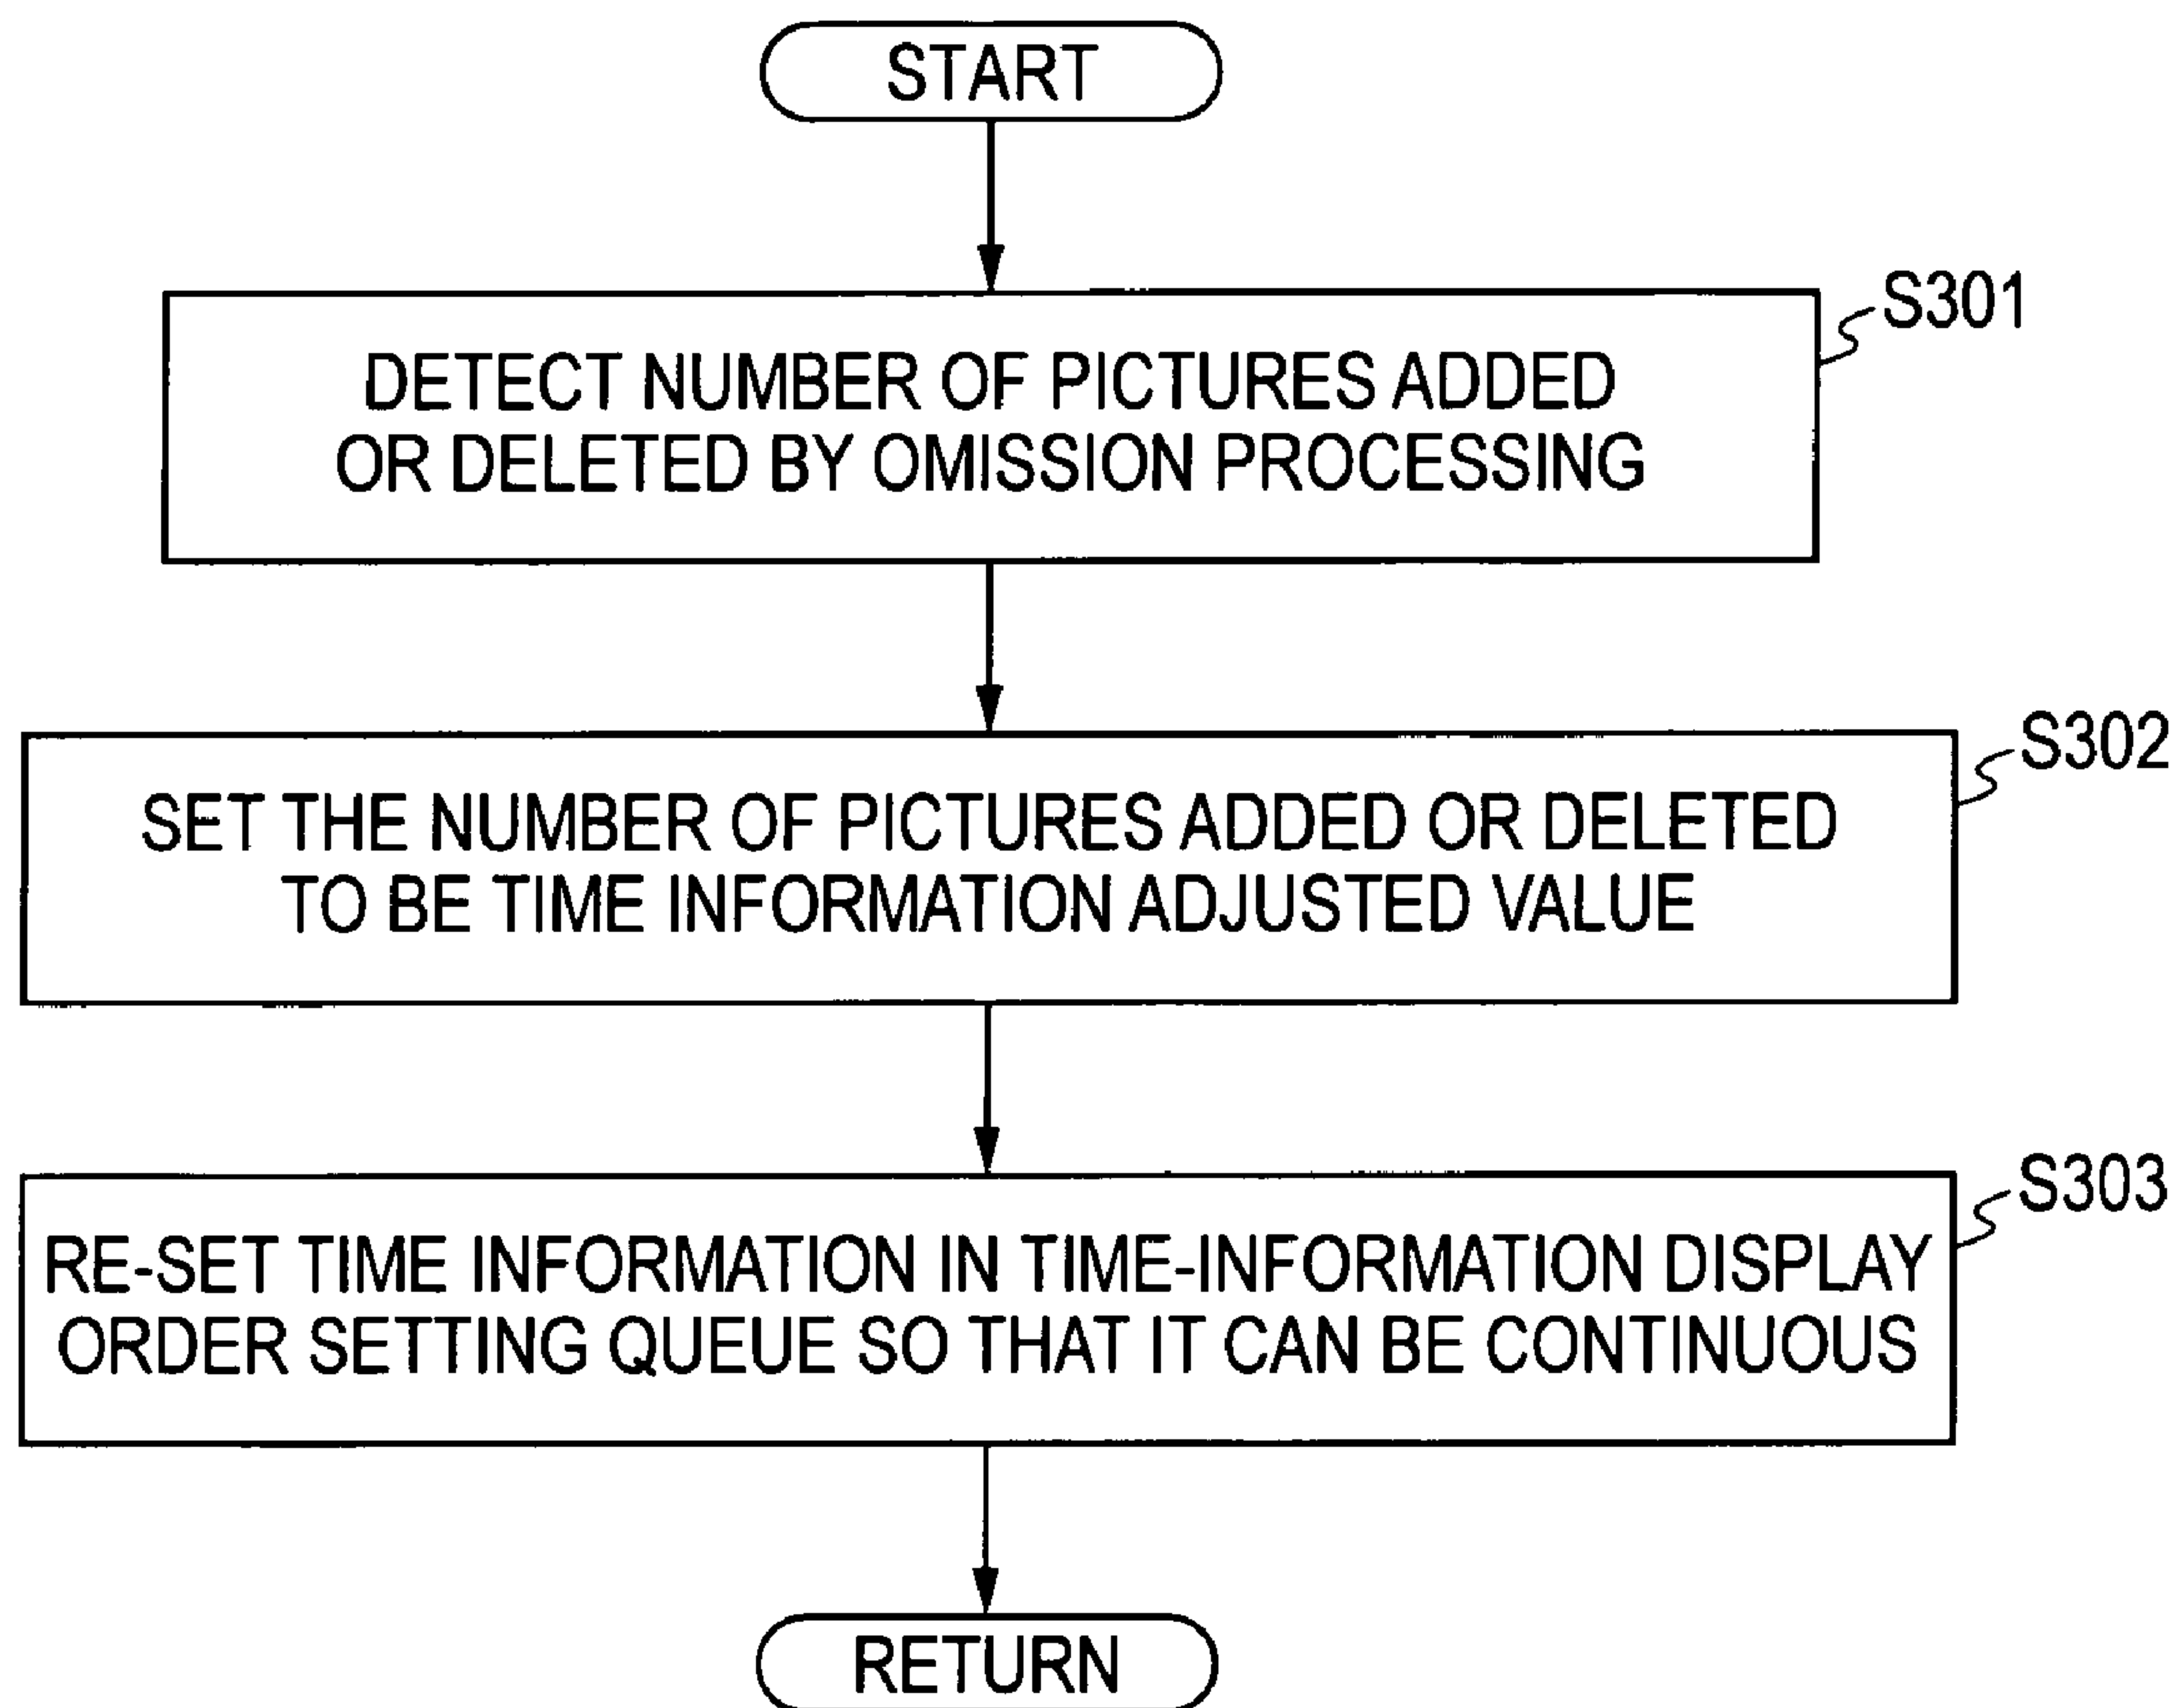 START
S301
DETECT NUMBER OF PICTURES ADDED
OR DELETED BY OMISSION PROCESSING
S302
SET THE NUMBER OF PICTURES ADDED OR DELETED
TO BE TIME INFORMATION ADJUSTED VALUE
S303
RE-SET TIME INFORMATION IN TIME-INFORMATION DISPLAY
ORDER SETTING QUEUE SO THAT IT CAN BE CONTINUOUS
RETURN